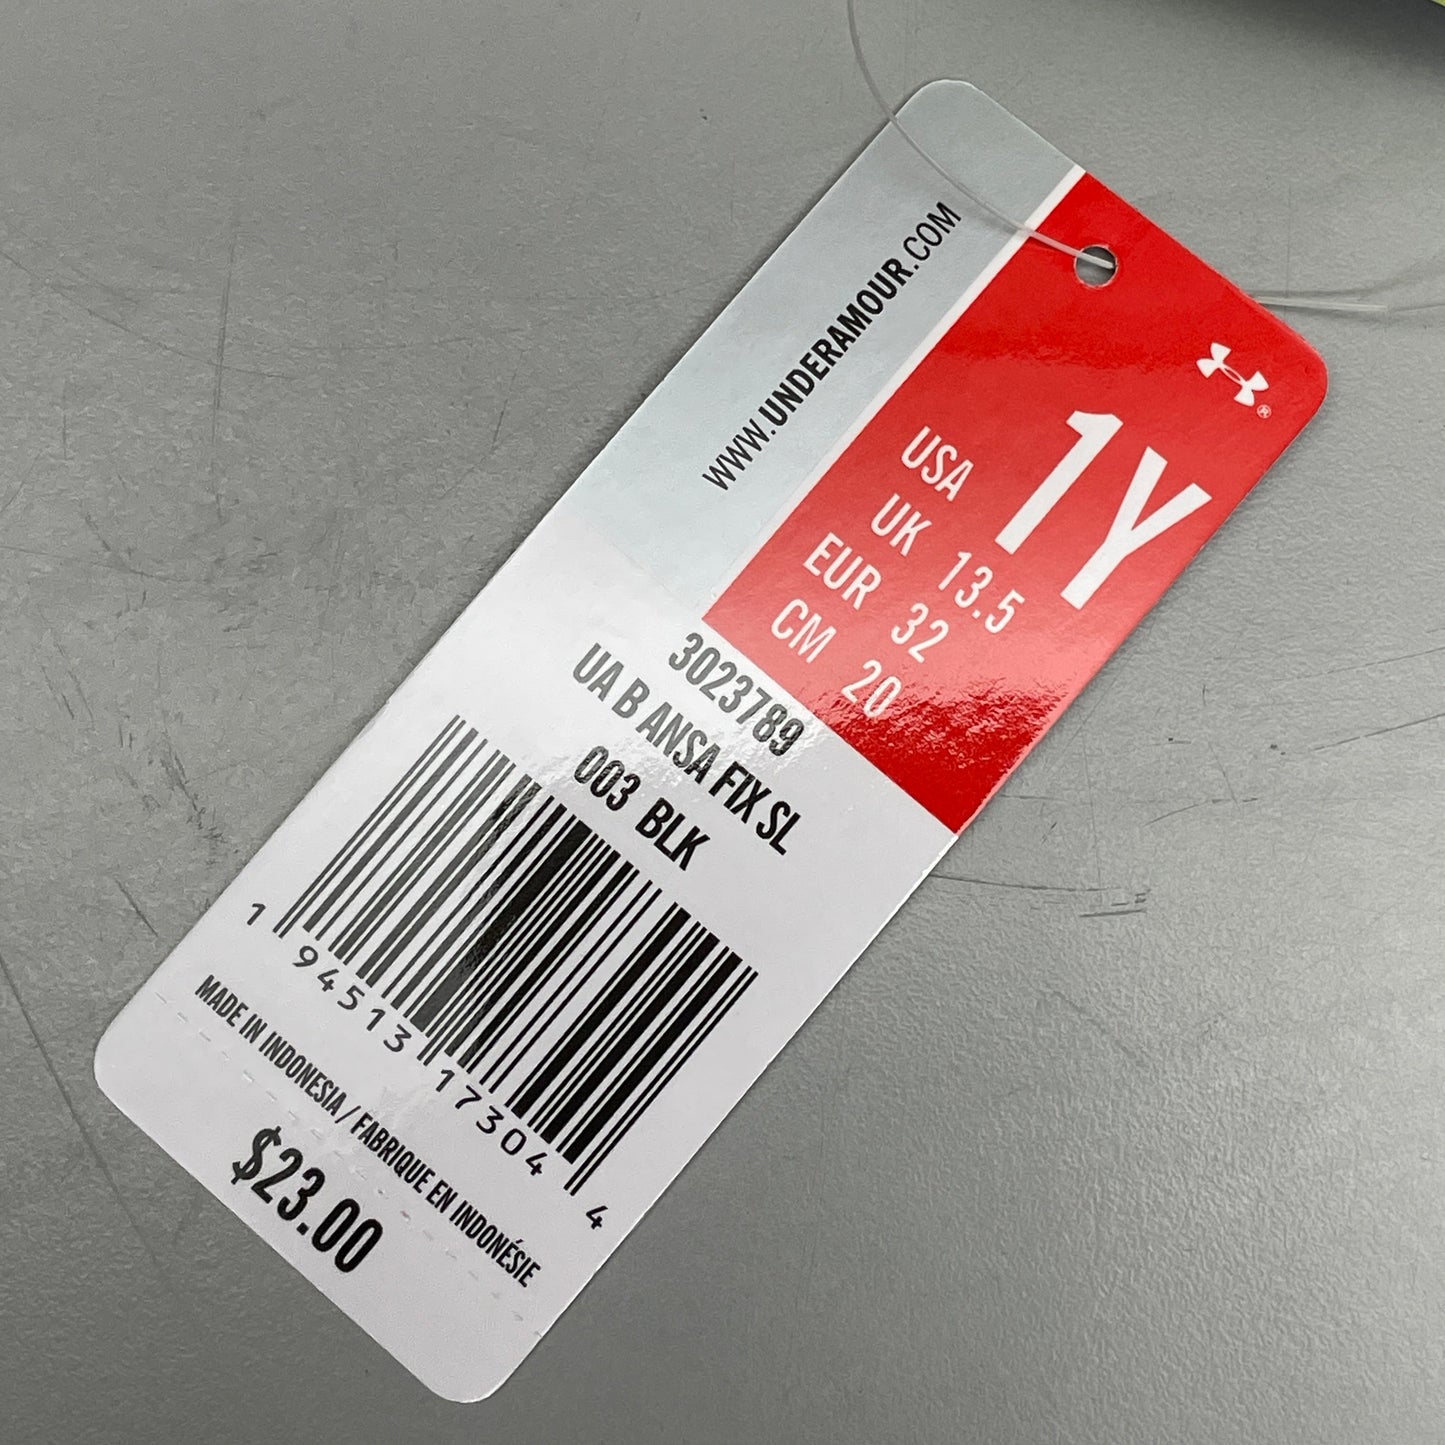 WWW.UNDERAMOUR.COM
®
1Y
USA
UK 13.5
EUR 32
CM 20
3023789
UA B ANSA FIX SL
003 BLK
1 94513 17304 4
MADE IN INDONESIA / FABRIQUE EN INDONÉSIE
$23.00